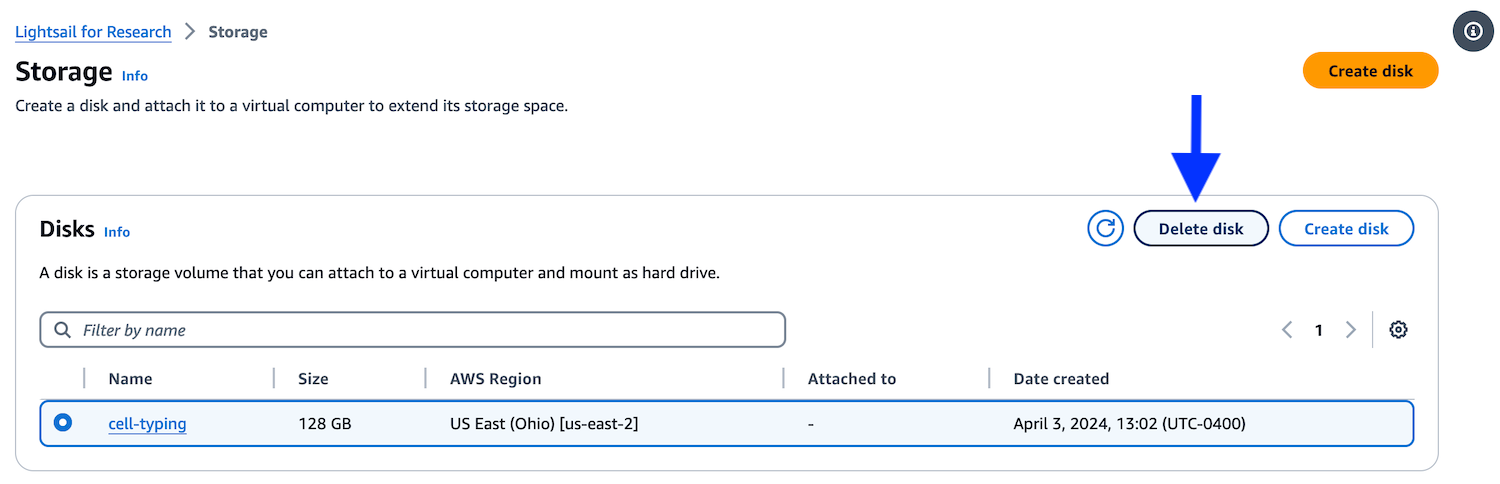 Lightsail for Research > Storage
Storage Info
Create disk
Create a disk and attach it to a virtual computer to extend its storage space.
Disks Info
Delete disk
Create disk
A disk is a storage volume that you can attach to a virtual computer and mount as hard drive.
Filter by name
1
Name Size AWS Region Attached to Date created
cell-typing 128 GB US East (Ohio) [us-east-2] - April 3, 2024, 13:02 (UTC-0400)